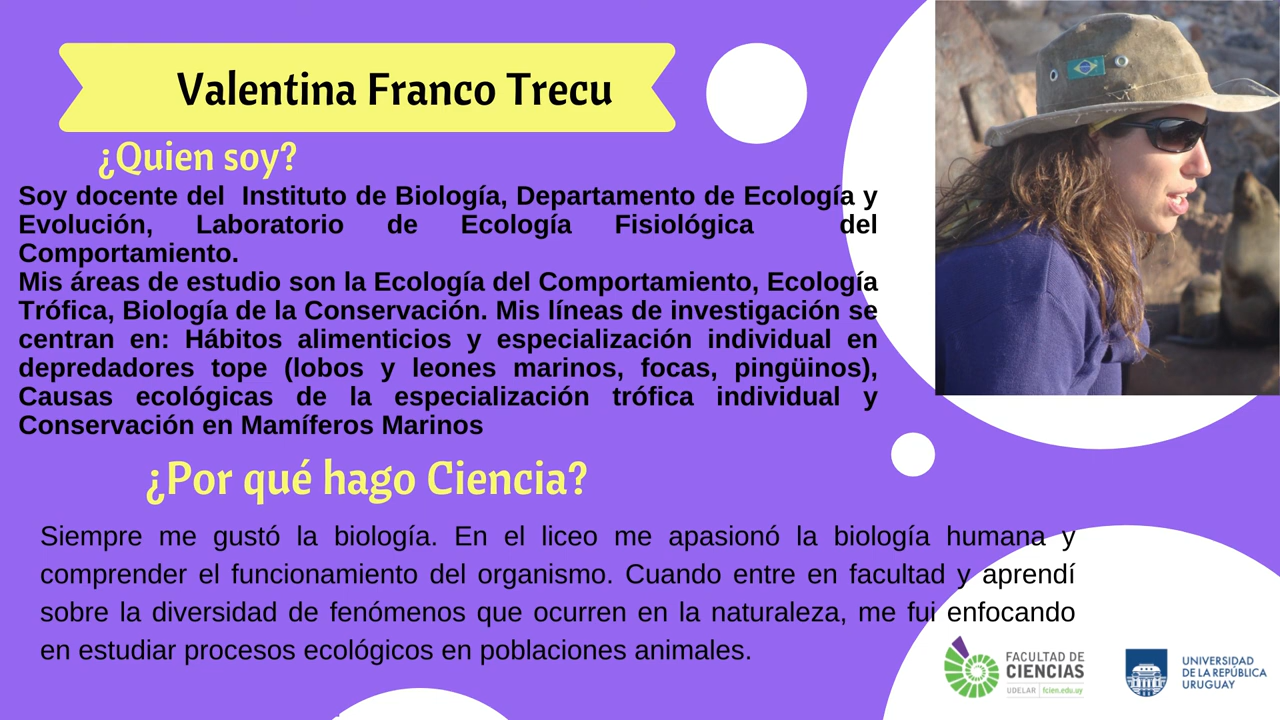 Valentina Franco Trecu
¿Quien soy?
Soy docente del Instituto de Biología, Departamento de Ecología y
Evolución, Laboratorio de Ecología Fisiológica del
Comportamiento.
Mis áreas de estudio son la Ecología del Comportamiento, Ecología
Trófica, Biología de la Conservación. Mis líneas de investigación se
centran en: Hábitos alimenticios y especialización individual en
depredadores tope (lobos y leones marinos, focas, pingüinos),
Causas ecológicas de la especialización trófica individual y
Conservación en Mamíferos Marinos
¿Por qué hago Ciencia?
Siempre me gustó la biología. En el liceo me apasionó la biología humana y
comprender el funcionamiento del organismo. Cuando entre en facultad y aprendí
sobre la diversidad de fenómenos que ocurren en la naturaleza, me fui enfocando
en estudiar procesos ecológicos en poblaciones animales.
FACULTAD DE
CIENCIAS
UDELAR | fcien.edu.uy
UNIVERSIDAD
DE LA REPÚBLICA
URUGUAY